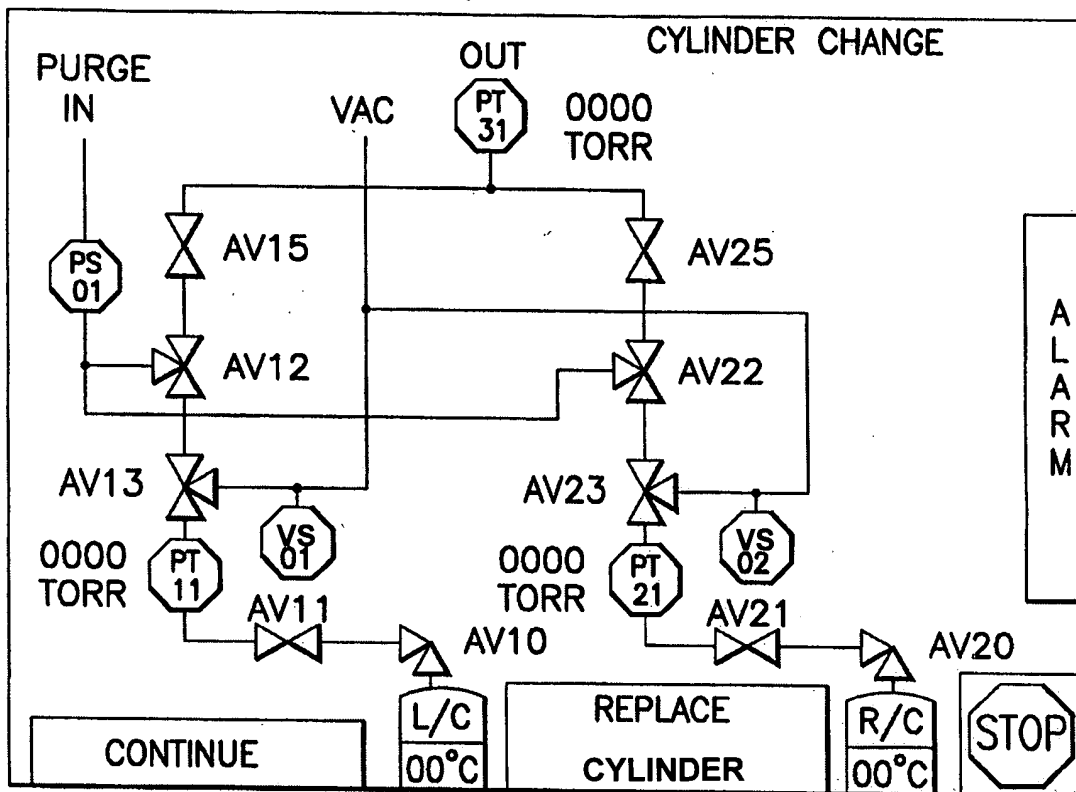 CYLINDER CHANGE
PURGE
IN
VAC
OUT
PT
31
0000
TORR
PS
01
AV15
AV25
AV12
AV22
AV13
AV23
VS
01
VS
02
0000
TORR
PT
11
0000
TORR
PT
21
AV11
AV10
AV21
AV20
A
L
A
R
M
CONTINUE
L/C
00°C
REPLACE
CYLINDER
R/C
00°C
STOP